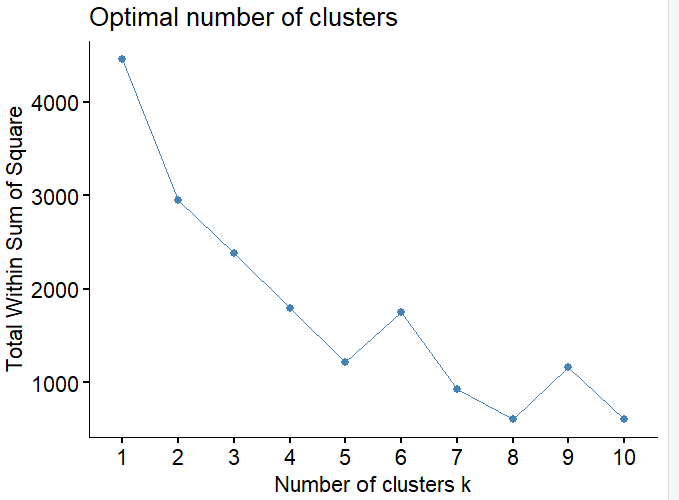 Optimal number of clusters
Total Within Sum of Square
4000
3000
2000
1000
1 2 3 4 5 6 7 8 9 10
Number of clusters k